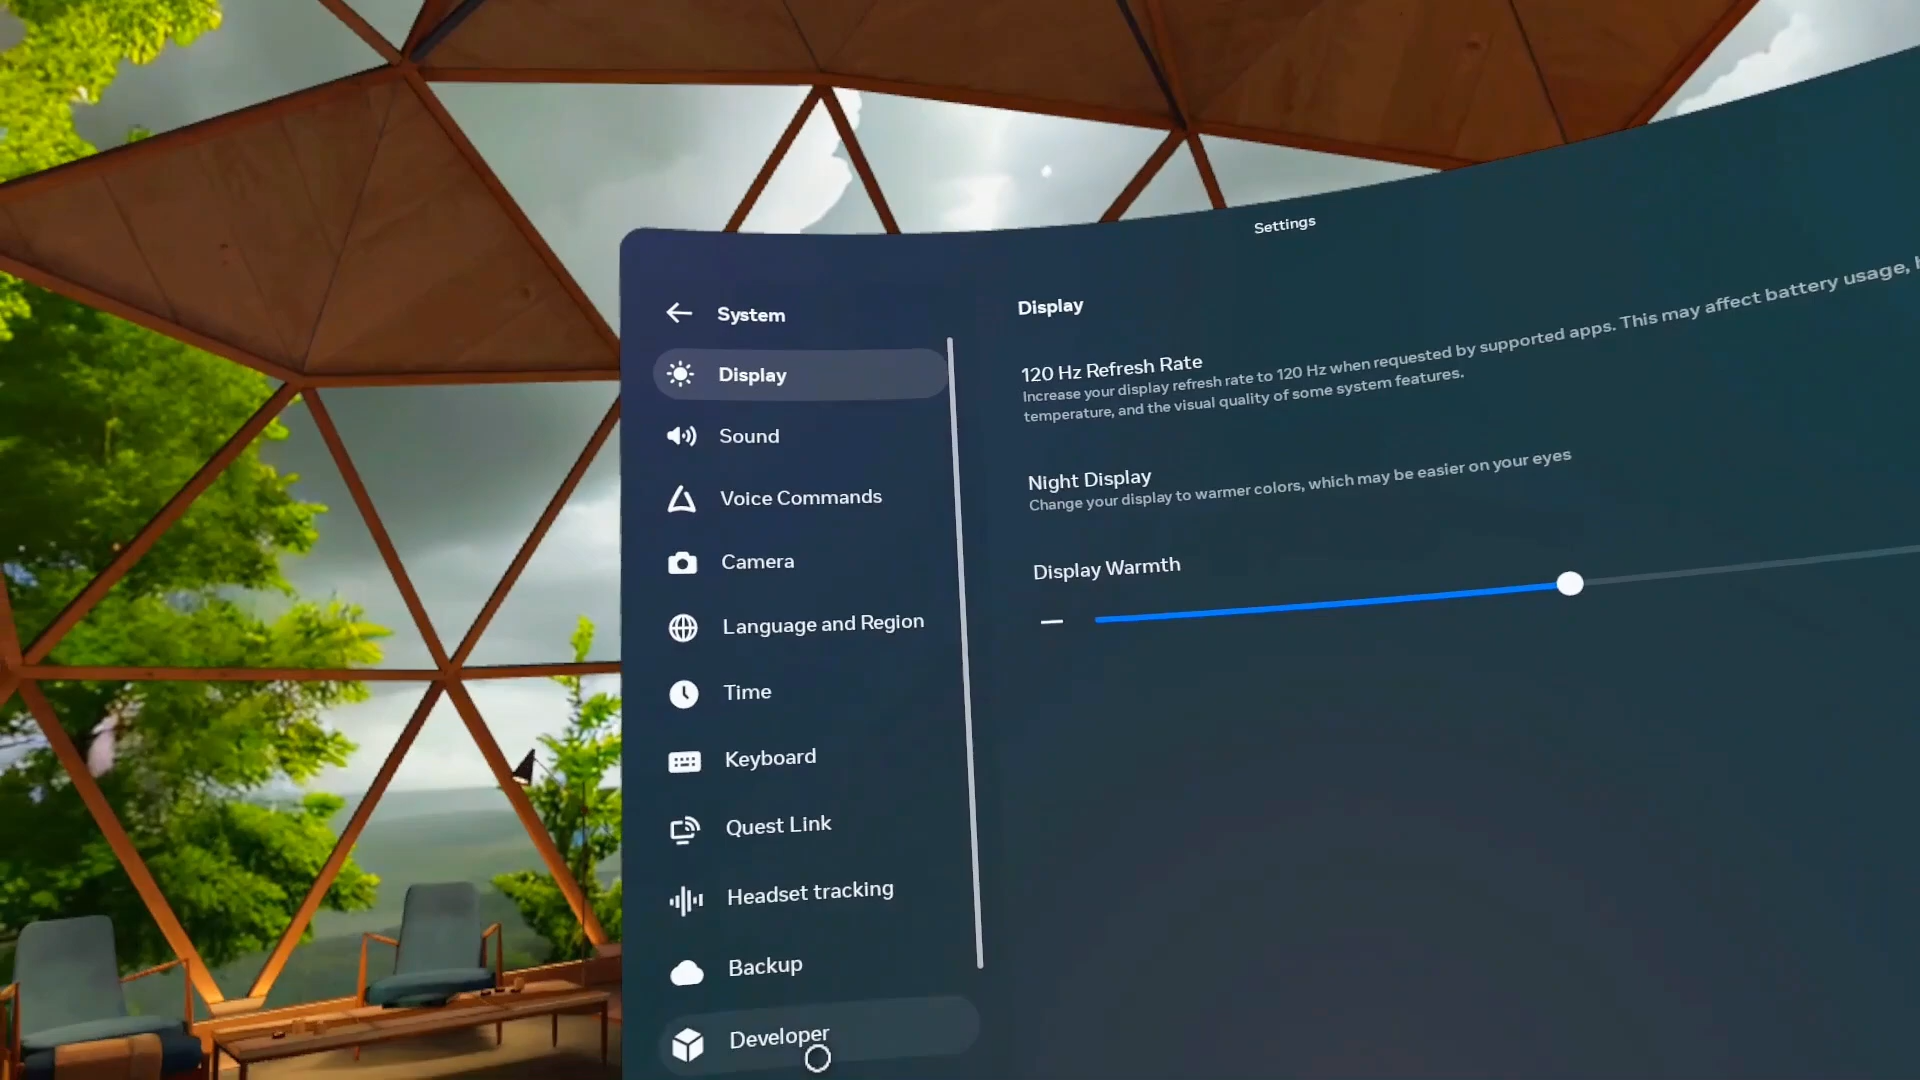 Settings
System
Display
Sound
Voice Commands
Camera
Language and Region
Time
Keyboard
Quest Link
Headset tracking
Backup
Developer
Display
120 Hz Refresh Rate
Increase your display refresh rate to 120 Hz when requested by supported apps. This may affect battery usage,
temperature, and the visual quality of some system features.
Night Display
Change your display to warmer colors, which may be easier on your eyes
Display Warmth